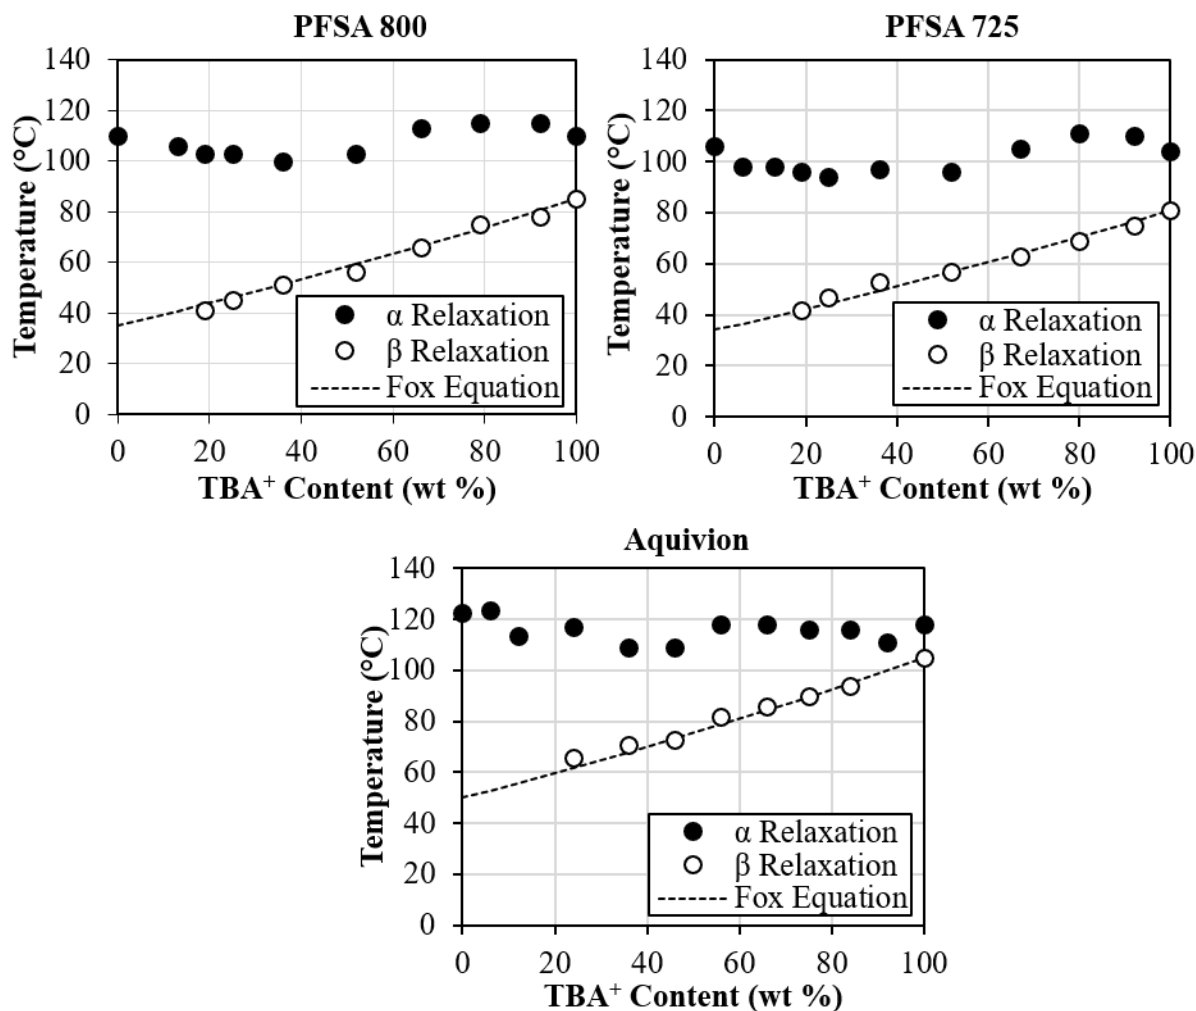 PFSA 800
140
120
100
80
60
40
20
0
Temperature (°C)
α Relaxation
β Relaxation
Fox Equation
0 20 40 60 80 100
TBA⁺ Content (wt %)
PFSA 725
140
120
100
80
60
40
20
0
Temperature (°C)
α Relaxation
β Relaxation
Fox Equation
0 20 40 60 80 100
TBA⁺ Content (wt %)
Aquivion
140
120
100
80
60
40
20
0
Temperature (°C)
α Relaxation
β Relaxation
Fox Equation
0 20 40 60 80 100
TBA⁺ Content (wt %)